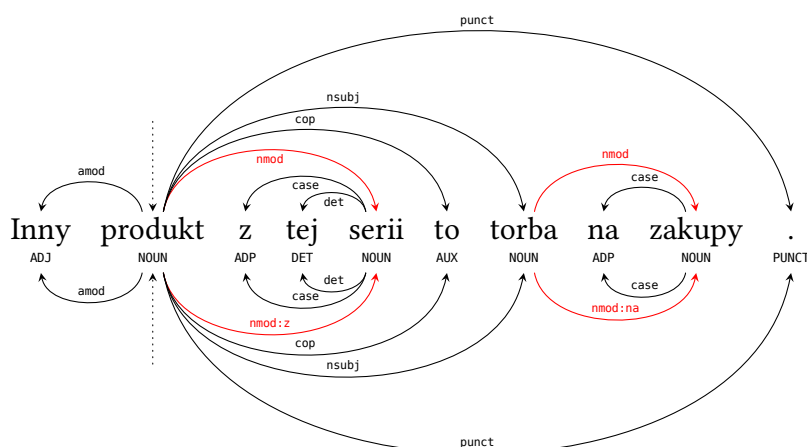 punct
nsubj
cop
nmod nmod
amod case case
det
Inny produkt z tej serii to torba na zakupy .
ADJ NOUN ADP DET NOUN AUX NOUN ADP NOUN PUNCT
det
amod case case
nmod:z nmod:na
cop
nsubj
punct